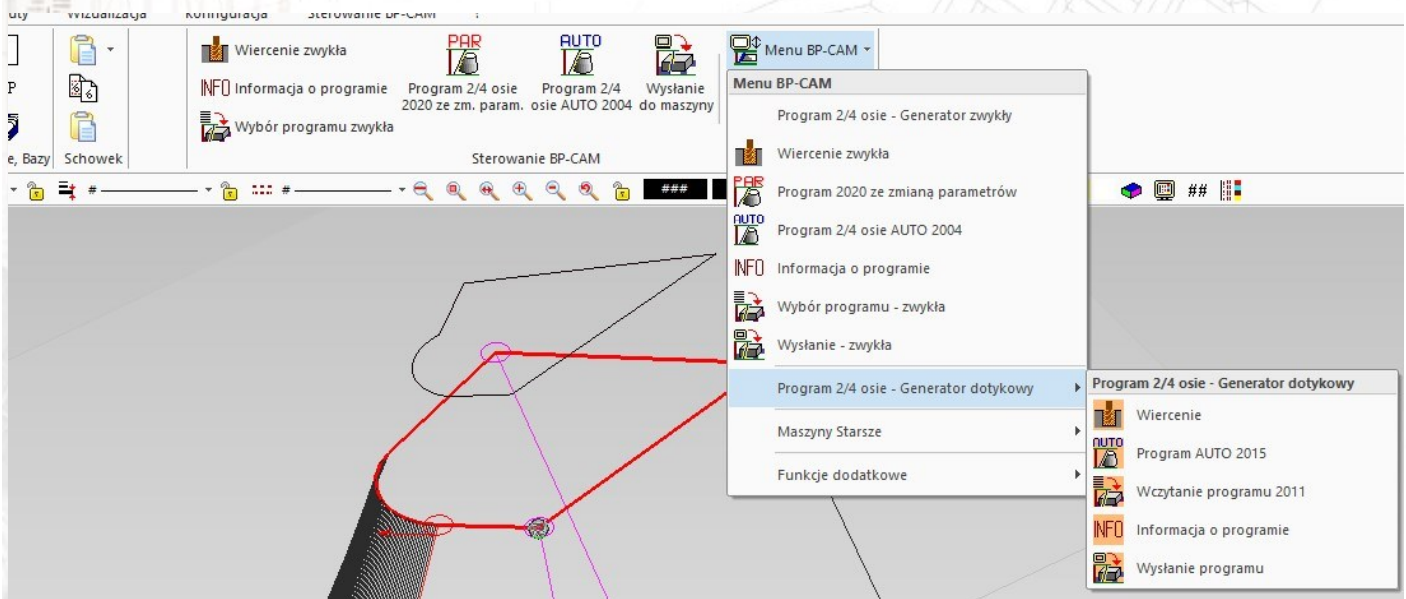 Wizualizacja Konfiguracja Sterowanie BP-CAM ?
Wiercenie zwykła
INFO Informacja o programie
Wybór programu zwykła
PAR
Program 2/4 osie
2020 ze zm. param.
AUTO
Program 2/4
osie AUTO 2004
Wysłanie
do maszyny
Menu BP-CAM
P
e, Bazy
Schowek
Sterowanie BP-CAM
#
#
###
##
Menu BP-CAM
Program 2/4 osie - Generator zwykły
Wiercenie zwykła
PAR Program 2020 ze zmianą parametrów
AUTO Program 2/4 osie AUTO 2004
INFO Informacja o programie
Wybór programu - zwykła
Wysłanie - zwykła
Program 2/4 osie - Generator dotykowy
Maszyny Starsze
Funkcje dodatkowe
Program 2/4 osie - Generator dotykowy
Wiercenie
AUTO Program AUTO 2015
Wczytanie programu 2011
INFO Informacja o programie
Wysłanie programu